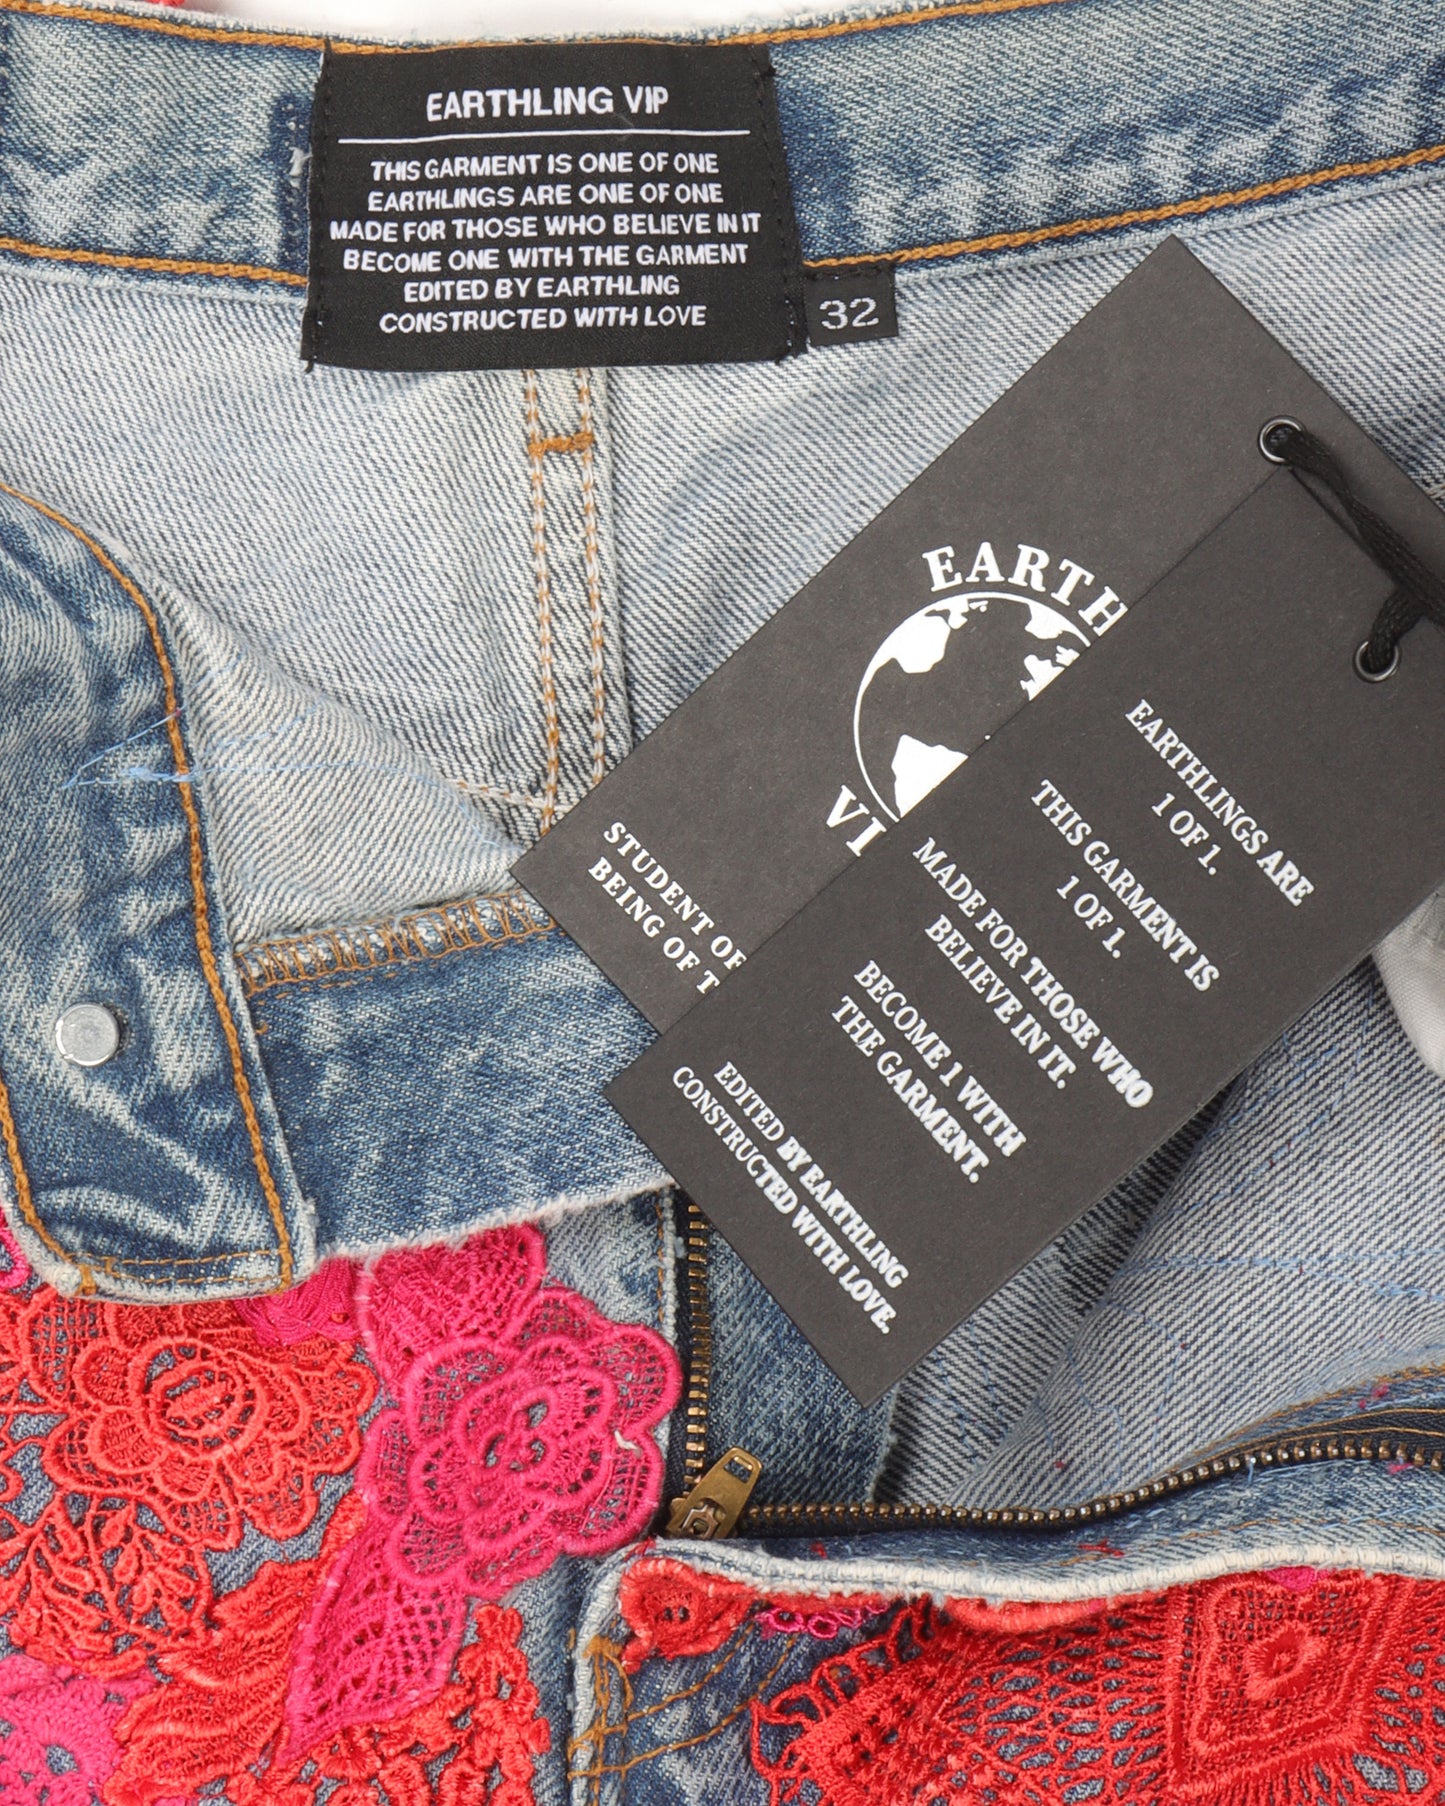 EARTHLING VIP
THIS GARMENT IS ONE OF ONE
EARTHLINGS ARE ONE OF ONE
MADE FOR THOSE WHO BELIEVE IN IT
BECOME ONE WITH THE GARMENT
EDITED BY EARTHLING
CONSTRUCTED WITH LOVE
32
EARTH
VI
STUDENT OF
BEING OF T
EARTHLINGS ARE
1 OF 1.
THIS GARMENT IS
1 OF 1.
MADE FOR THOSE WHO
BELIEVE IN IT.
BECOME 1 WITH
THE GARMENT.
EDITED BY EARTHLING
CONSTRUCTED WITH LOVE.